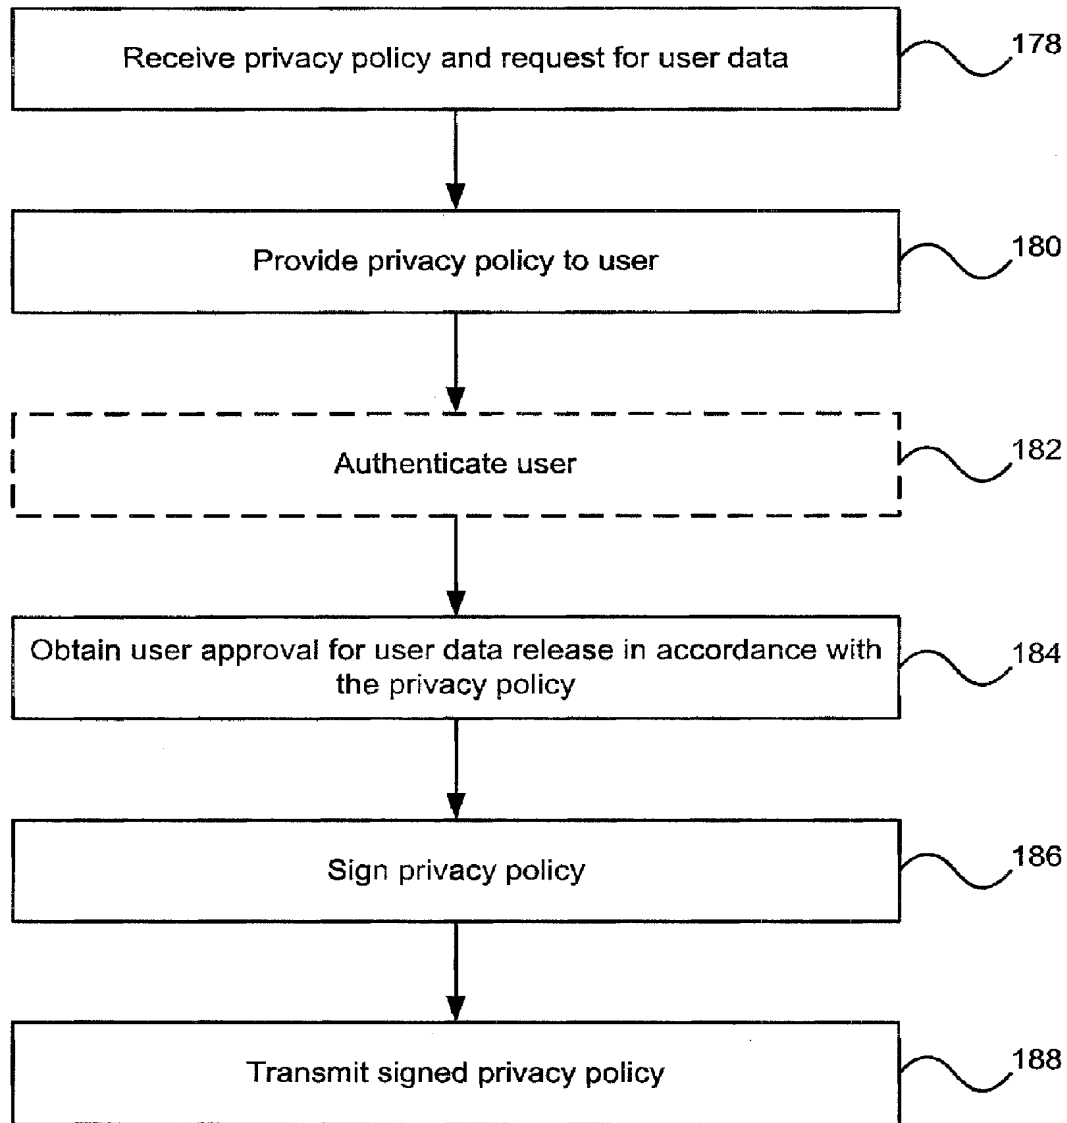 Receive privacy policy and request for user data
178
Provide privacy policy to user
180
Authenticate user
182
Obtain user approval for user data release in accordance with
the privacy policy
184
Sign privacy policy
186
Transmit signed privacy policy
188